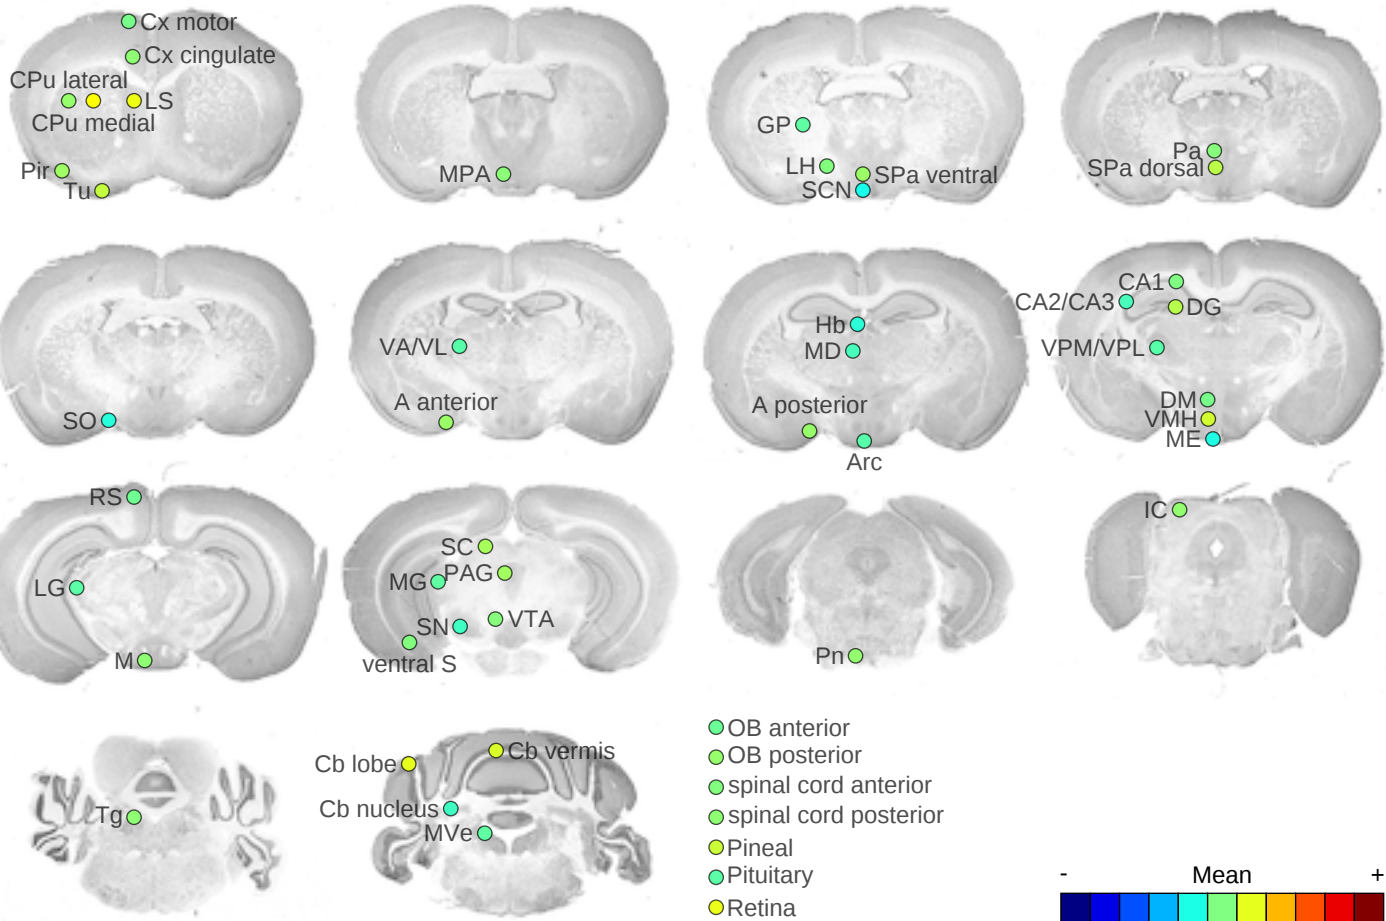 Cx motor
Cx cingulate
CPu lateral
LS
CPu medial
Pir
Tu
MPA
GP
LH
SPa ventral
SCN
Pa
SPa dorsal
SO
VA/VL
A anterior
Hb
MD
A posterior
Arc
CA1
CA2/CA3
DG
VPM/VPL
DM
VMH
ME
RS
LG
M
SC
MG
PAG
SN
VTA
ventral S
Pn
IC
Tg
Cb lobe
Cb vermis
Cb nucleus
MVe
OB anterior
OB posterior
spinal cord anterior
spinal cord posterior
Pineal
Pituitary
Retina
- Mean +